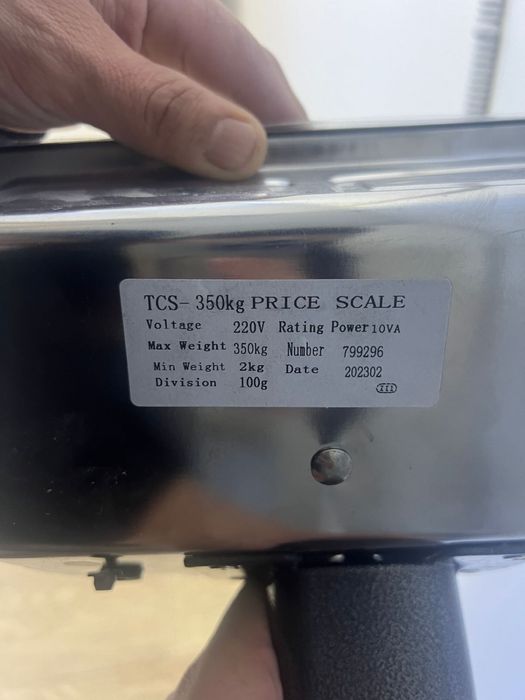 TCS- 350kg PRICE SCALE
Voltage 220V Rating Power 10VA
Max Weight 350kg Number 799296
Min Weight 2kg Date 202302
Division 100g
III